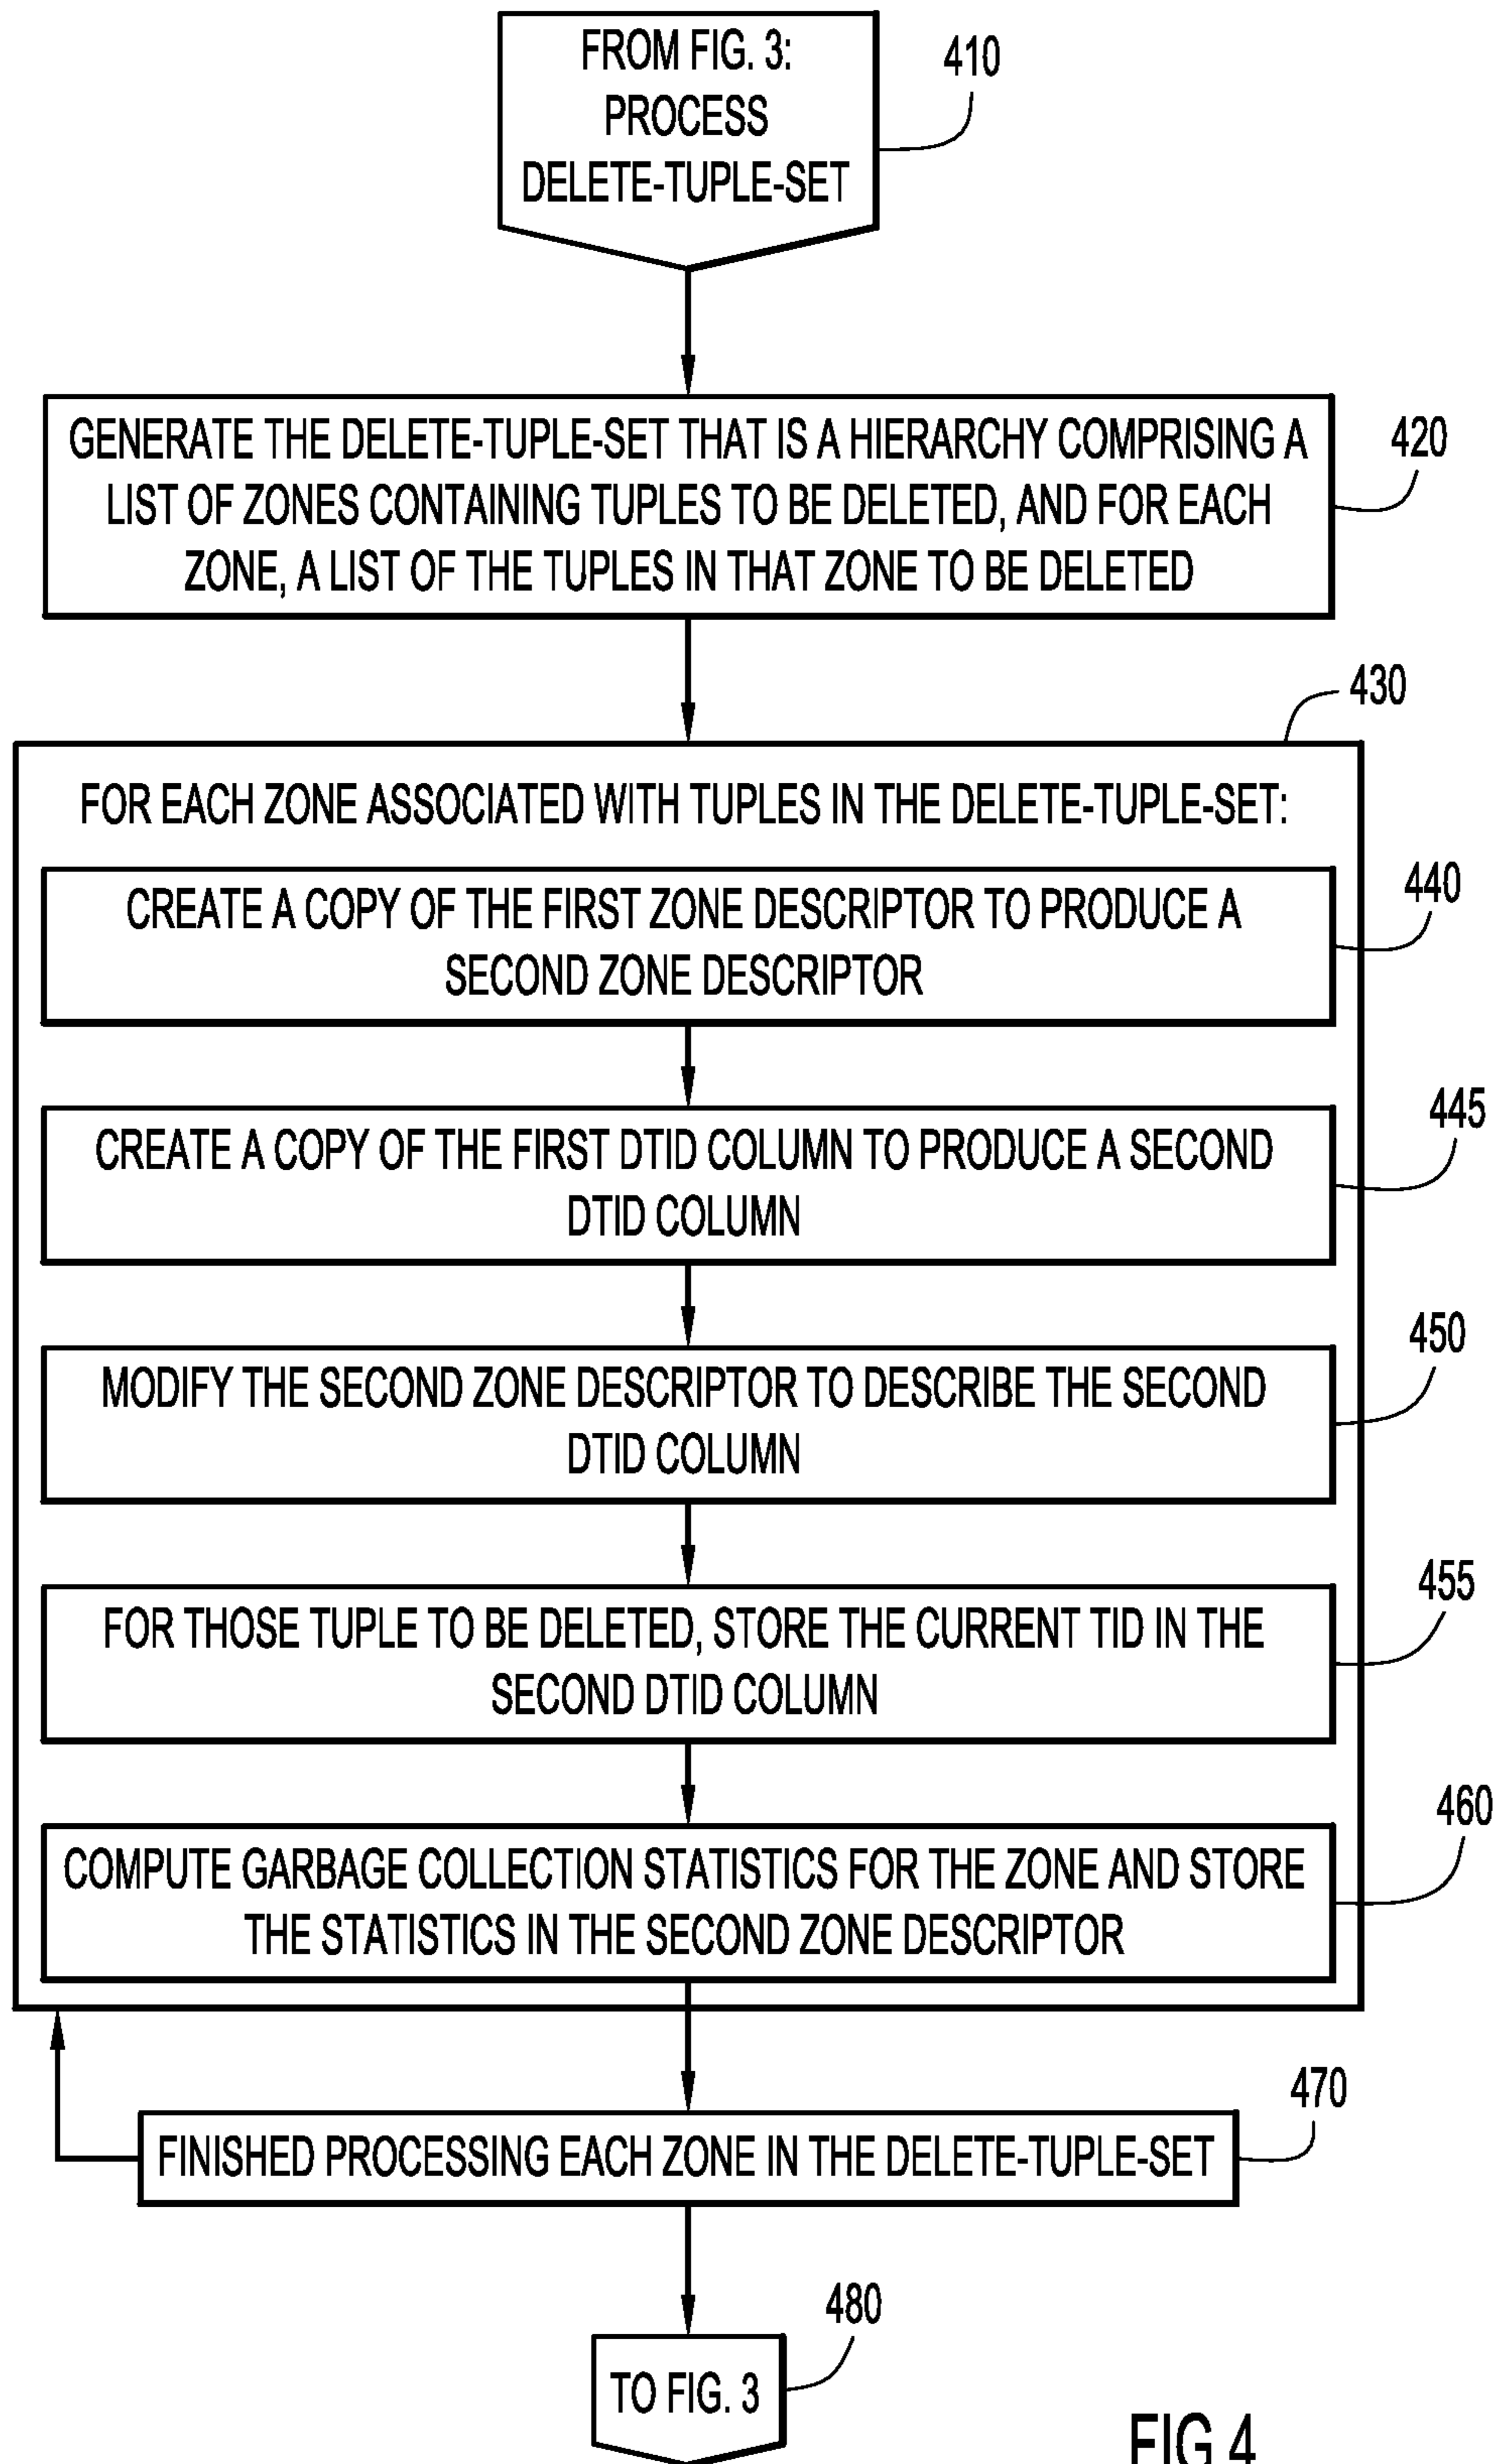 FROM FIG. 3:
PROCESS
DELETE-TUPLE-SET
410
GENERATE THE DELETE-TUPLE-SET THAT IS A HIERARCHY COMPRISING A
LIST OF ZONES CONTAINING TUPLES TO BE DELETED, AND FOR EACH
ZONE, A LIST OF THE TUPLES IN THAT ZONE TO BE DELETED
420
430
FOR EACH ZONE ASSOCIATED WITH TUPLES IN THE DELETE-TUPLE-SET:
CREATE A COPY OF THE FIRST ZONE DESCRIPTOR TO PRODUCE A
SECOND ZONE DESCRIPTOR
440
CREATE A COPY OF THE FIRST DTID COLUMN TO PRODUCE A SECOND
DTID COLUMN
445
MODIFY THE SECOND ZONE DESCRIPTOR TO DESCRIBE THE SECOND
DTID COLUMN
450
FOR THOSE TUPLE TO BE DELETED, STORE THE CURRENT TID IN THE
SECOND DTID COLUMN
455
COMPUTE GARBAGE COLLECTION STATISTICS FOR THE ZONE AND STORE
THE STATISTICS IN THE SECOND ZONE DESCRIPTOR
460
FINISHED PROCESSING EACH ZONE IN THE DELETE-TUPLE-SET
470
TO FIG. 3
480
FIG.4